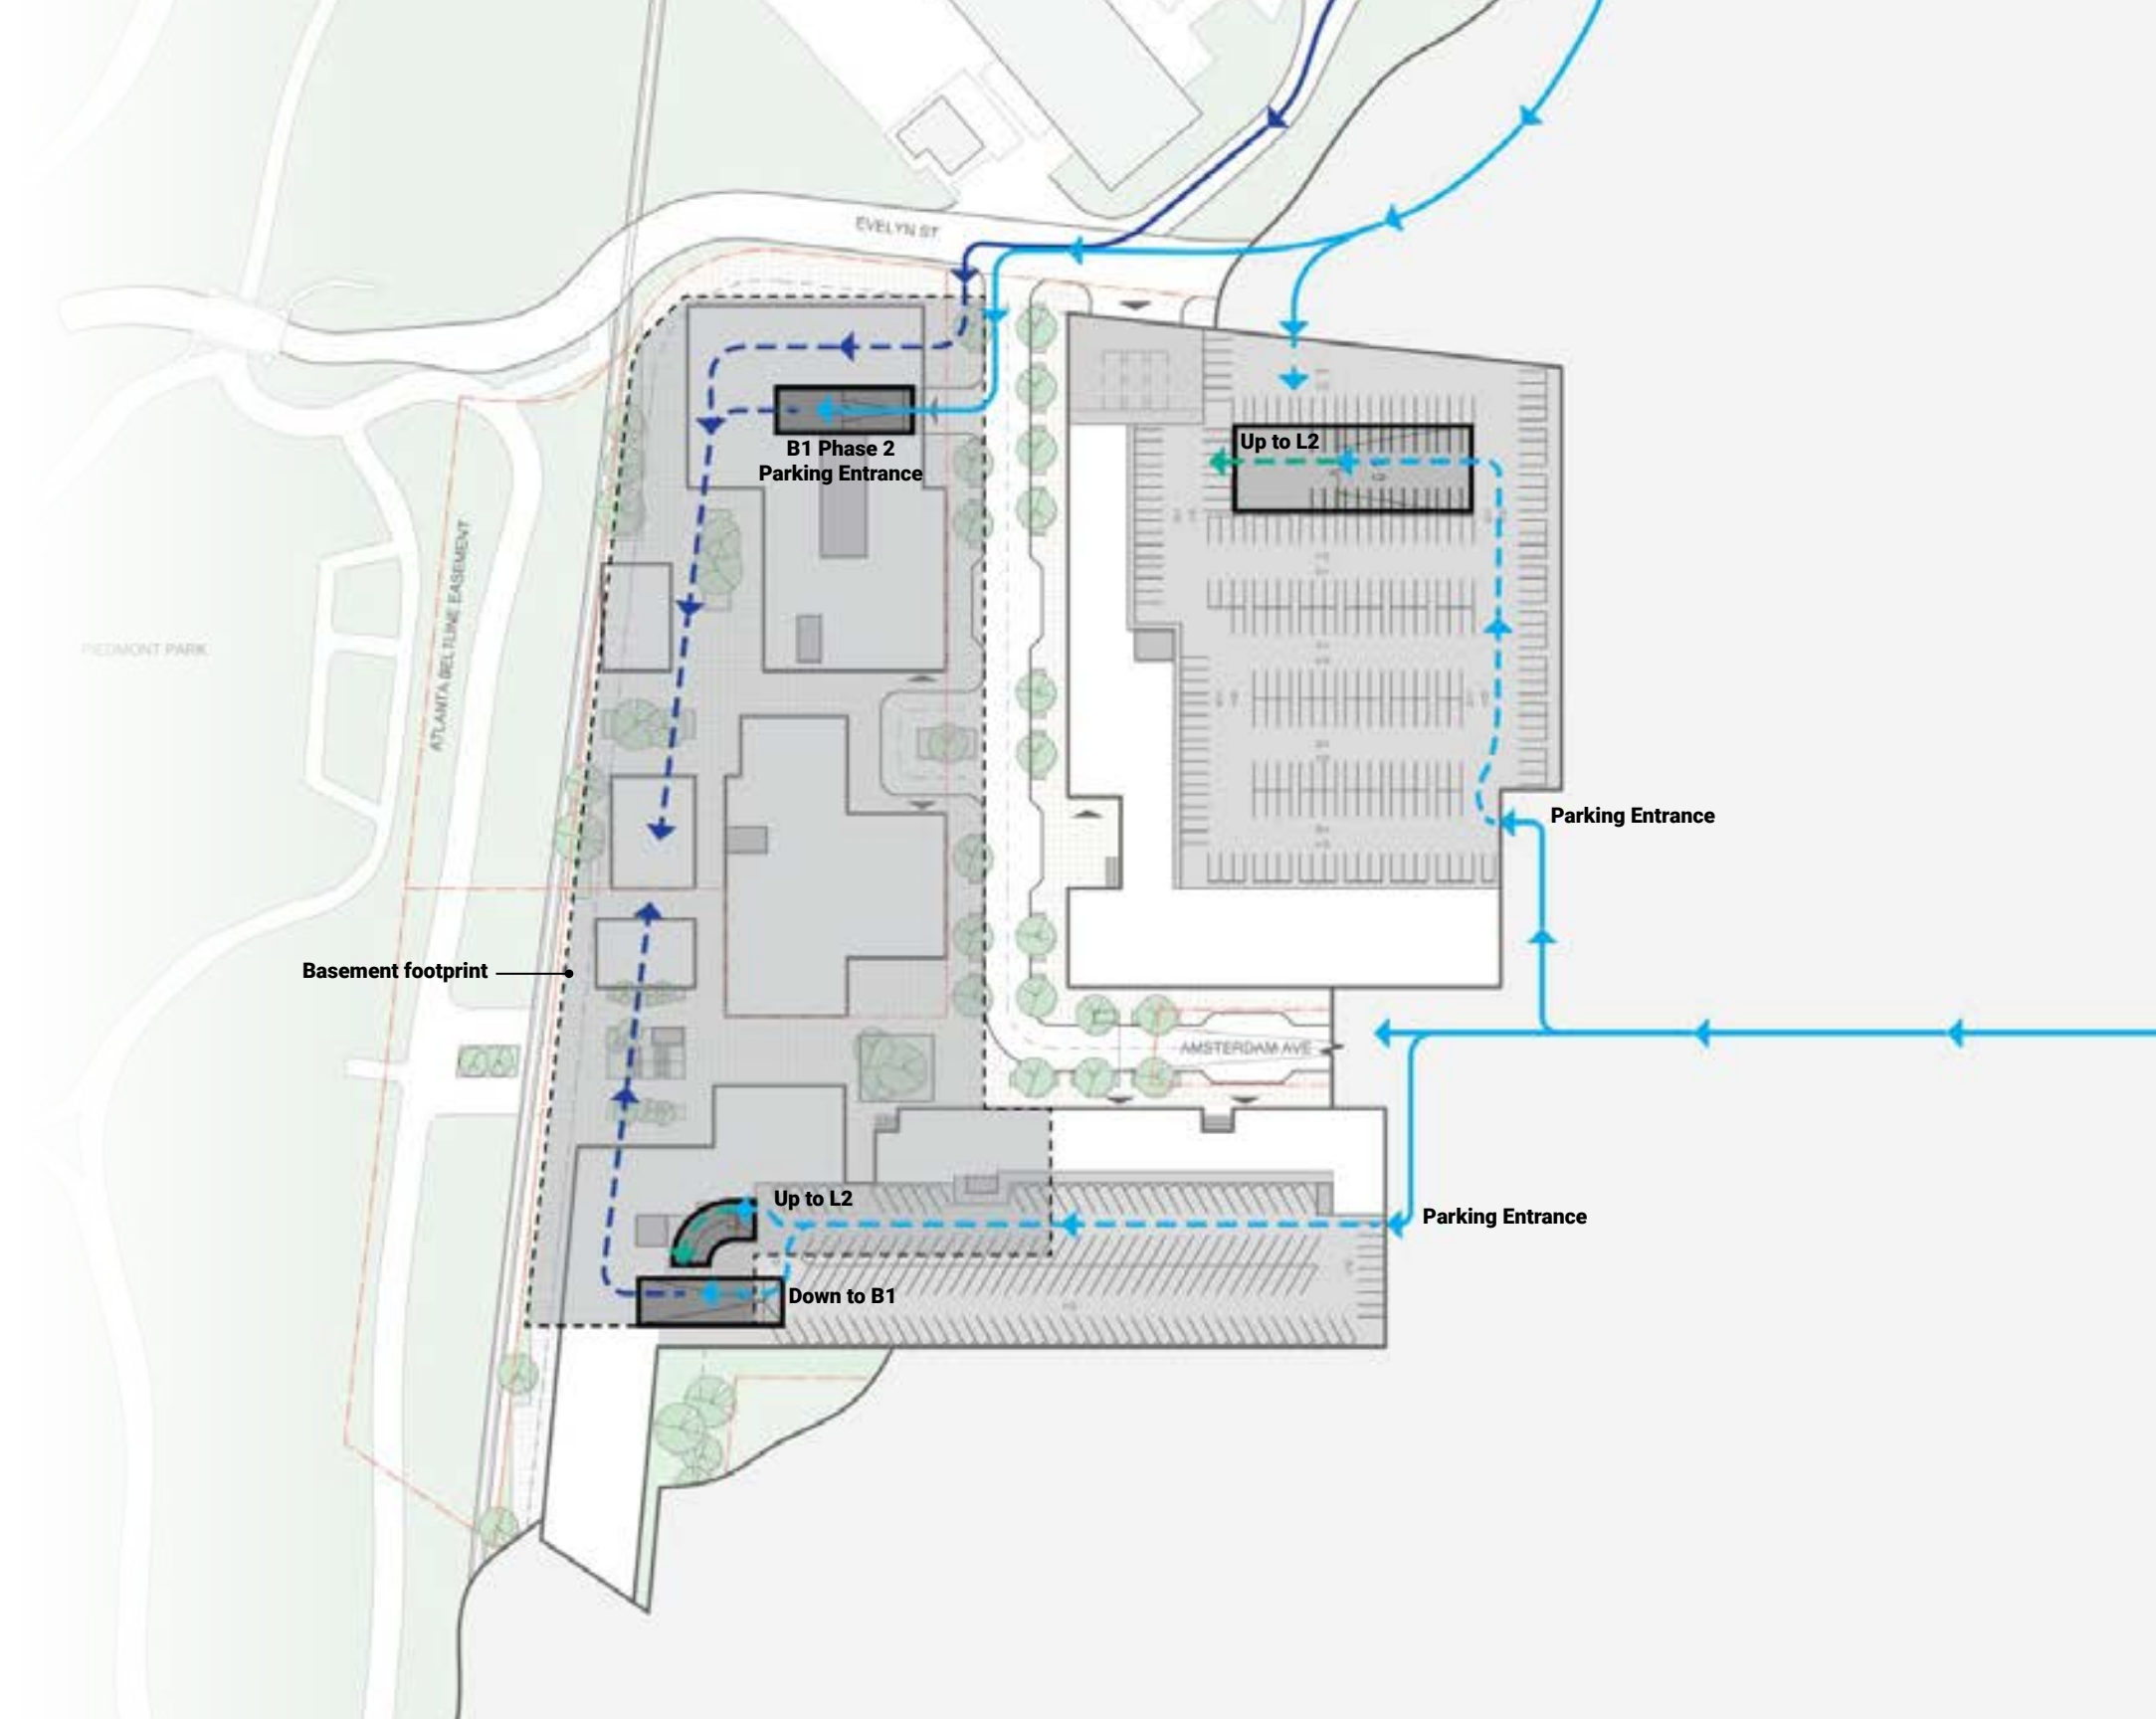 EVELYN ST
B1 Phase 2
Parking Entrance
Up to L2
ATLANTA BELTLINE EASEMENT
PIEDMONT PARK
Parking Entrance
Basement footprint
AMSTERDAM AVE
Up to L2
Parking Entrance
Down to B1